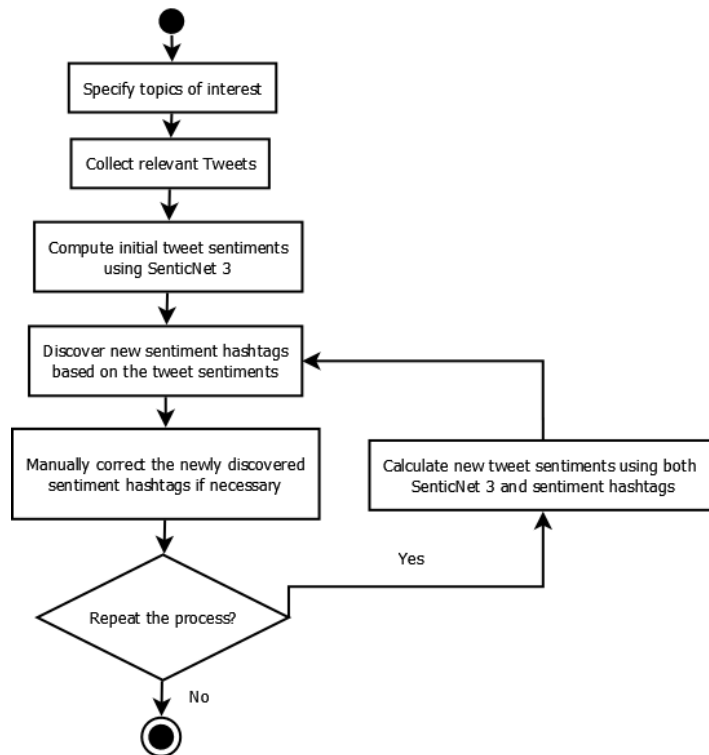 Specify topics of interest
Collect relevant Tweets
Compute initial tweet sentiments
using SenticNet 3
Discover new sentiment hashtags
based on the tweet sentiments
Manually correct the newly discovered
sentiment hashtags if necessary
Calculate new tweet sentiments using both
SenticNet 3 and sentiment hashtags
Yes
Repeat the process?
No